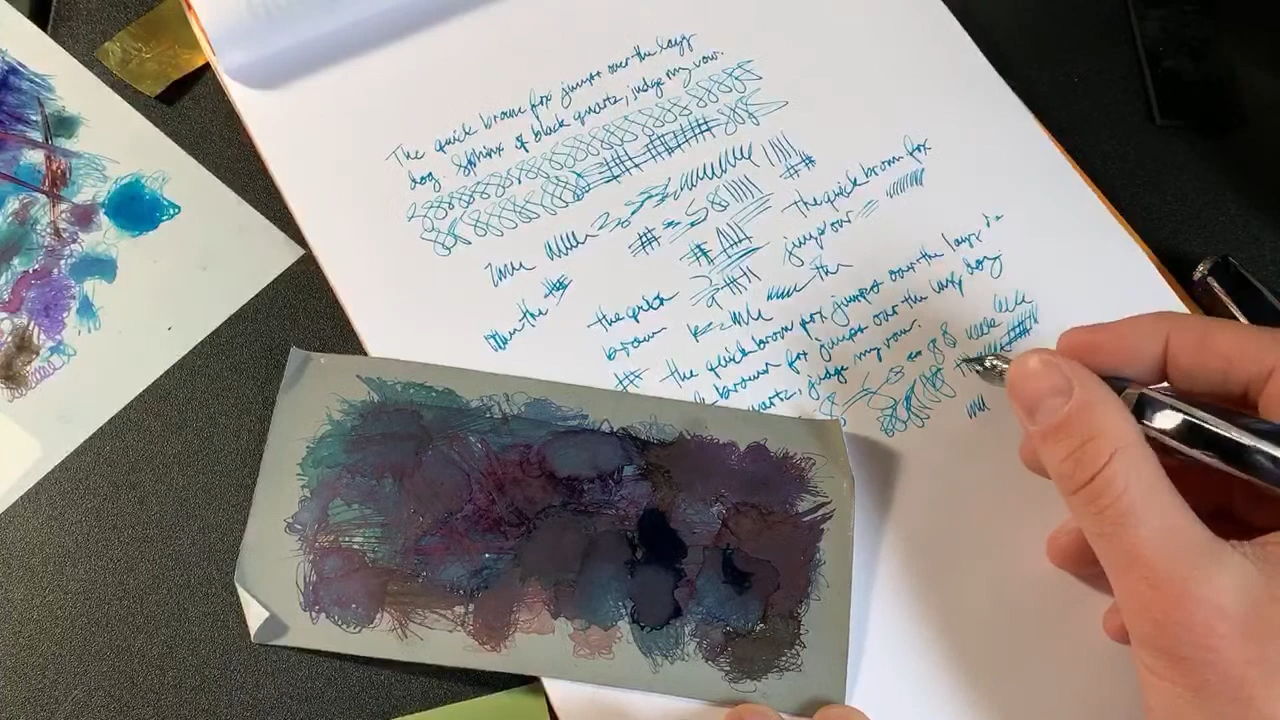 The quick brown fox jumps over the lazy
dog. Sphinx of black quartz, judge my vow.
the quick brown fox
jumps over
the quick
brown
the quick brown fox jumps over the lazy
brown fox jumps over the lazy dog
quartz, judge my vow.